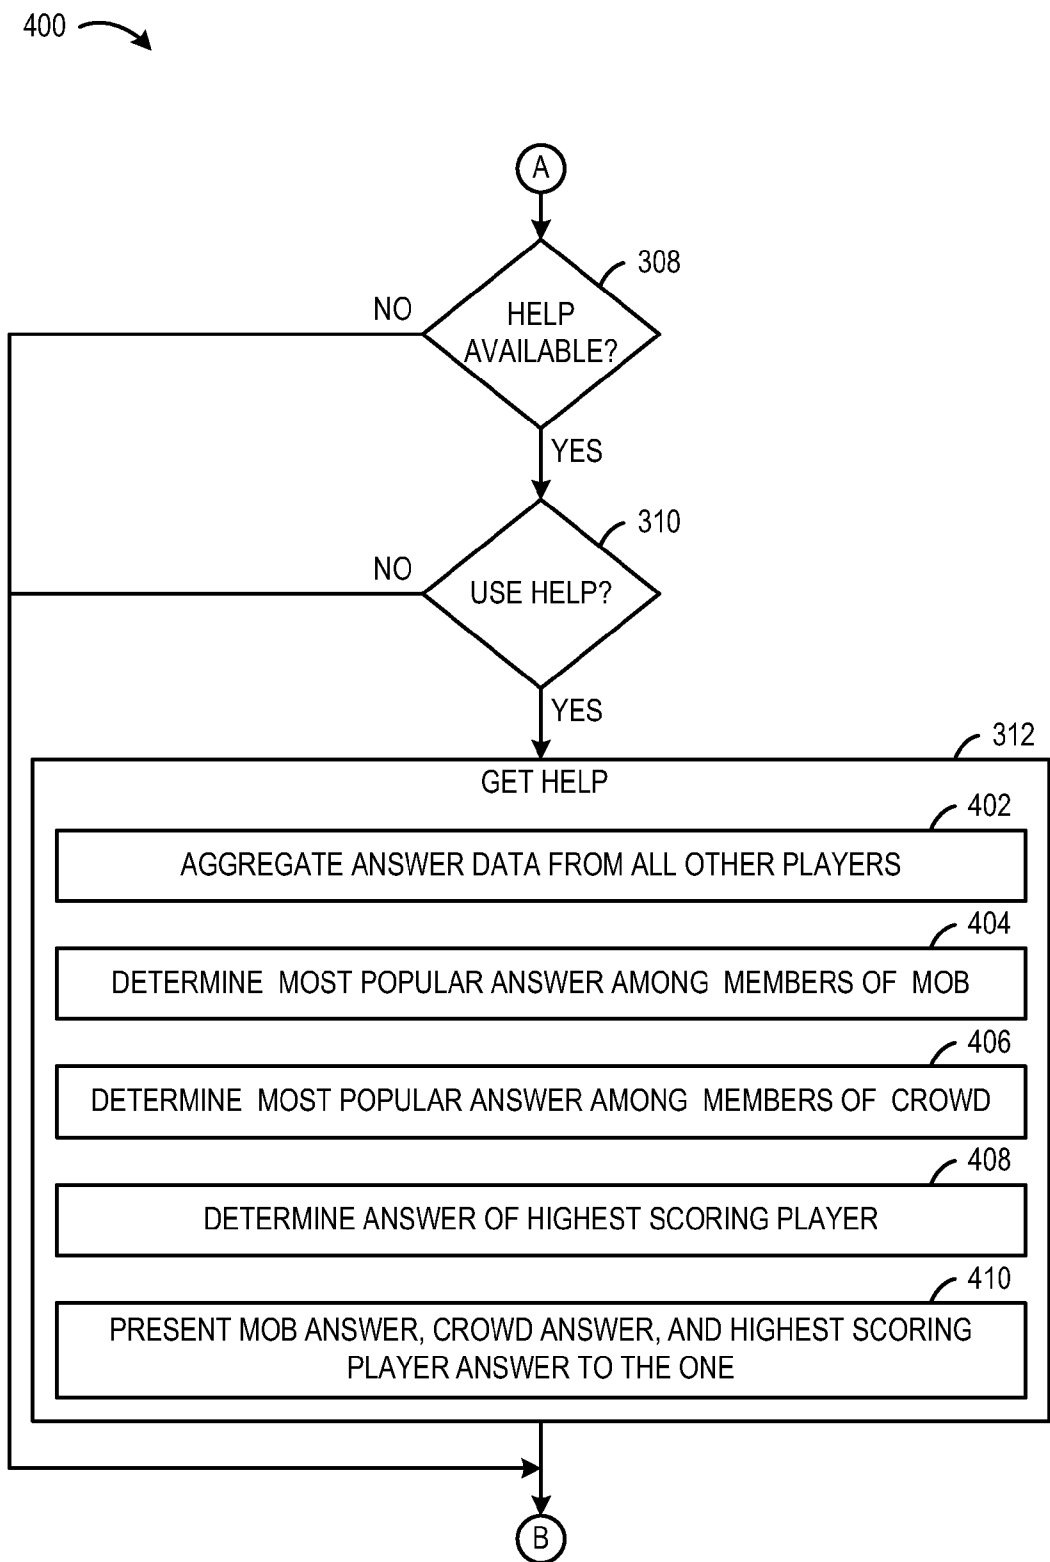 400
A
308
HELP
AVAILABLE?
NO
YES
310
USE HELP?
NO
YES
312
GET HELP
402
AGGREGATE ANSWER DATA FROM ALL OTHER PLAYERS
404
DETERMINE MOST POPULAR ANSWER AMONG MEMBERS OF MOB
406
DETERMINE MOST POPULAR ANSWER AMONG MEMBERS OF CROWD
408
DETERMINE ANSWER OF HIGHEST SCORING PLAYER
410
PRESENT MOB ANSWER, CROWD ANSWER, AND HIGHEST SCORING
PLAYER ANSWER TO THE ONE
B